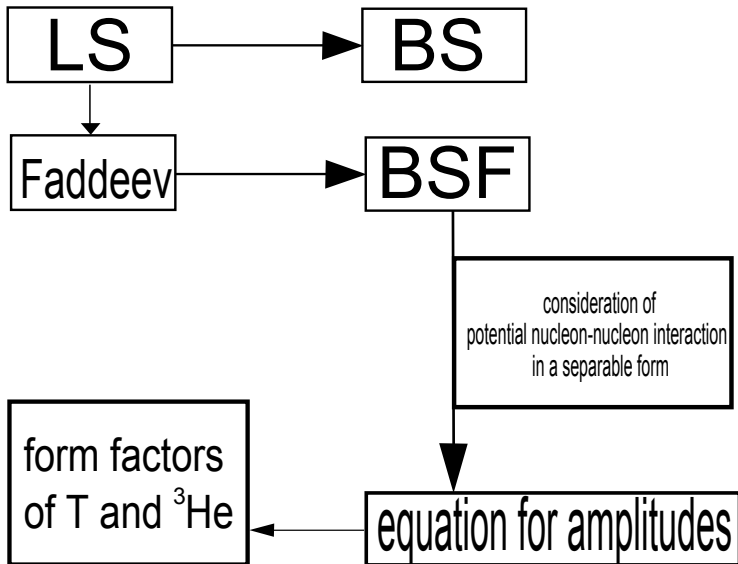 LS
BS
Faddeev
BSF
consideration of
potential nucleon-nucleon interaction
in a separable form
form factors
of T and ³He
equation for amplitudes